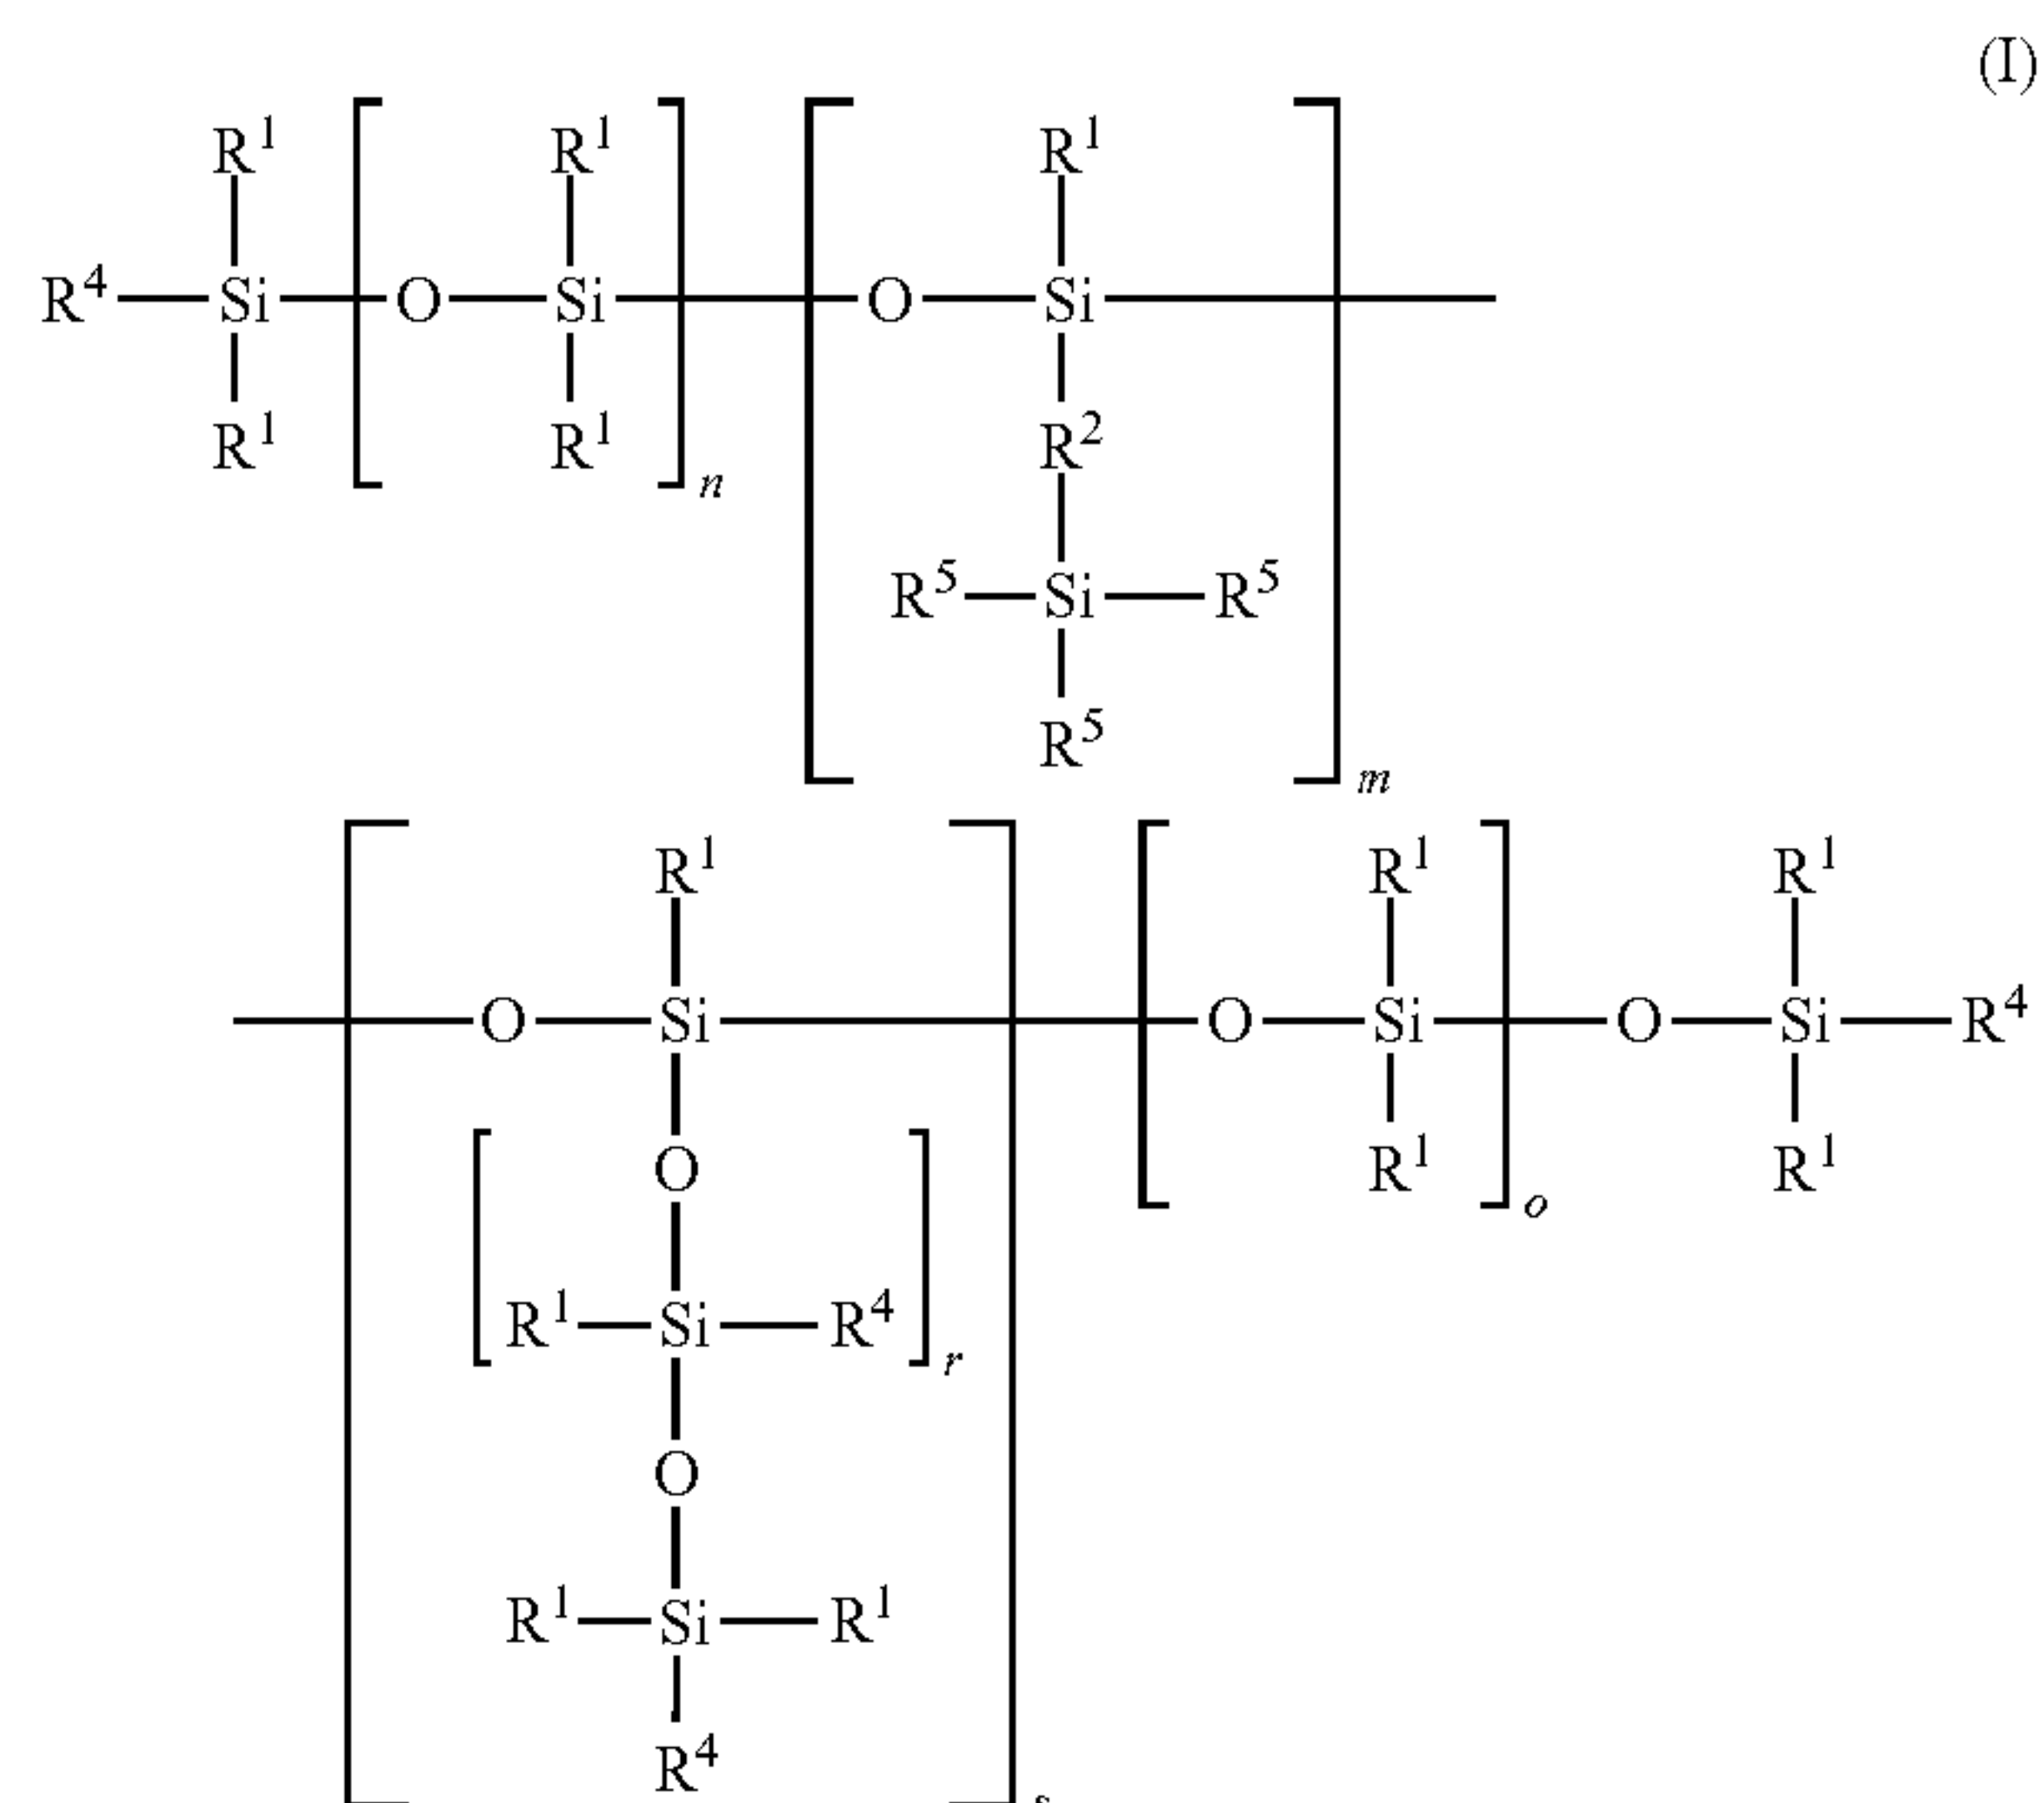 (I)
R¹ R¹ R¹
R⁴ Si O Si O Si
R¹ R¹ n R²
R⁵ Si R⁵
R⁵ m
R¹ R¹ R¹
O Si O Si O Si R⁴
O R¹ o R¹
R¹ Si R⁴ r
O
R¹ Si R¹
R⁴
s